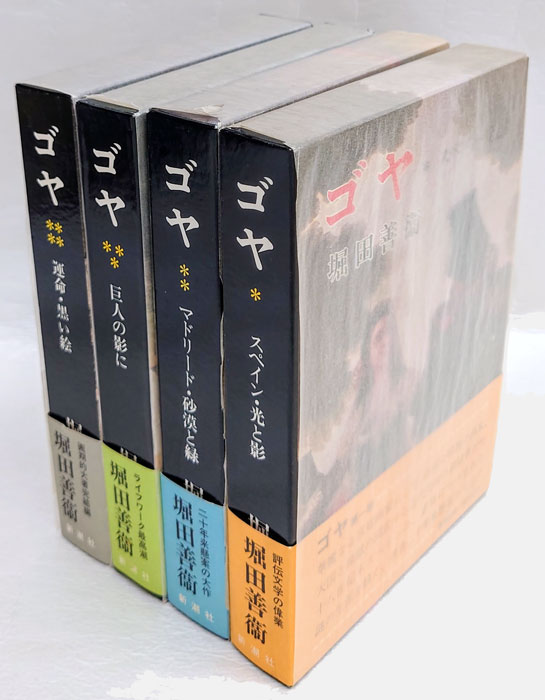 ゴヤ
****
運命・黒い絵
堀田善衞
新潮社
ゴヤ
***
巨人の影に
ライフワーク最高潮
堀田善衞
新潮社
ゴヤ
**
マドリード・砂漠と緑
二十年来懸案の大作
堀田善衞
新潮社
ゴヤ
*
スペイン・光と影
評伝文学の偉業
堀田善衞
新潮社
ゴヤ
堀田善衞
ゴヤ